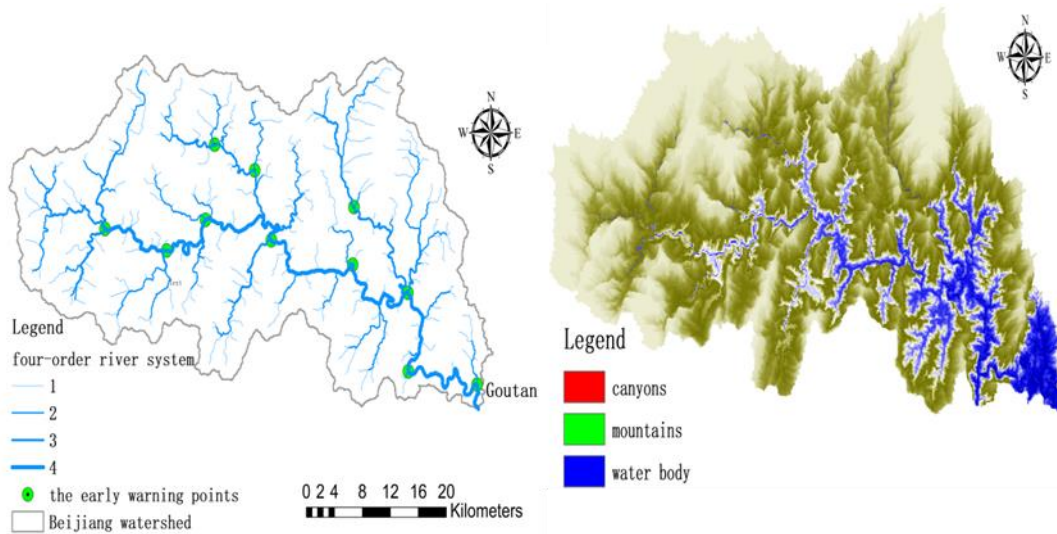 N
W E
S
Goutan
Legend
four-order river system
1
2
3
4
the early warning points
Beijiang watershed
0 2 4 8 12 16 20
Kilometers
N
W E
S
Legend
canyons
mountains
water body